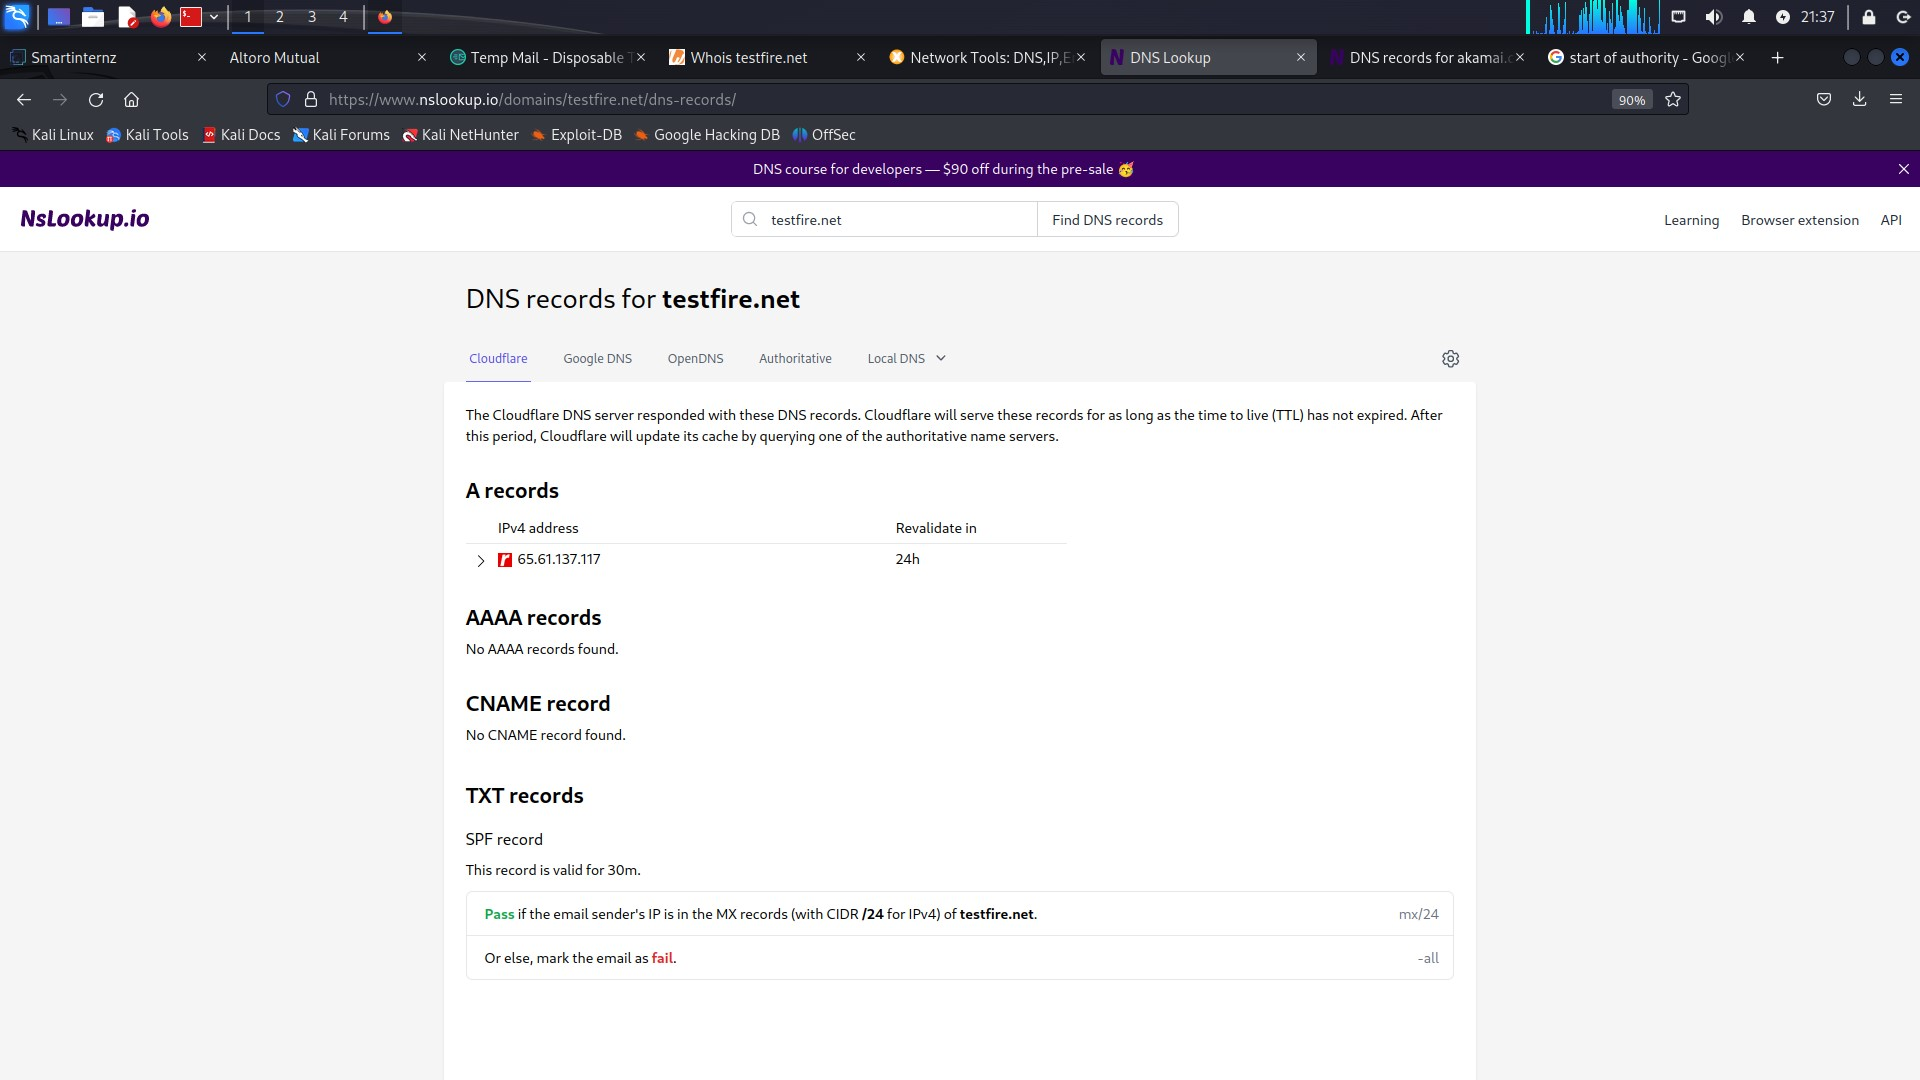 1 2 3 4 21:37
Smartinternz Altoro Mutual Temp Mail - Disposable Whois testfire.net Network Tools: DNS,IP,E DNS Lookup DNS records for akamai.c start of authority - Googl
https://www.nslookup.io/domains/testfire.net/dns-records/ 90%
Kali Linux Kali Tools Kali Docs Kali Forums Kali NetHunter Exploit-DB Google Hacking DB OffSec
DNS course for developers — $90 off during the pre-sale 🥳
NsLookup.io testfire.net Find DNS records Learning Browser extension API
DNS records for testfire.net
Cloudflare Google DNS OpenDNS Authoritative Local DNS
The Cloudflare DNS server responded with these DNS records. Cloudflare will serve these records for as long as the time to live (TTL) has not expired. After
this period, Cloudflare will update its cache by querying one of the authoritative name servers.
A records
IPv4 address Revalidate in
65.61.137.117 24h
AAAA records
No AAAA records found.
CNAME record
No CNAME record found.
TXT records
SPF record
This record is valid for 30m.
Pass if the email sender's IP is in the MX records (with CIDR /24 for IPv4) of testfire.net. mx/24
Or else, mark the email as fail. -all